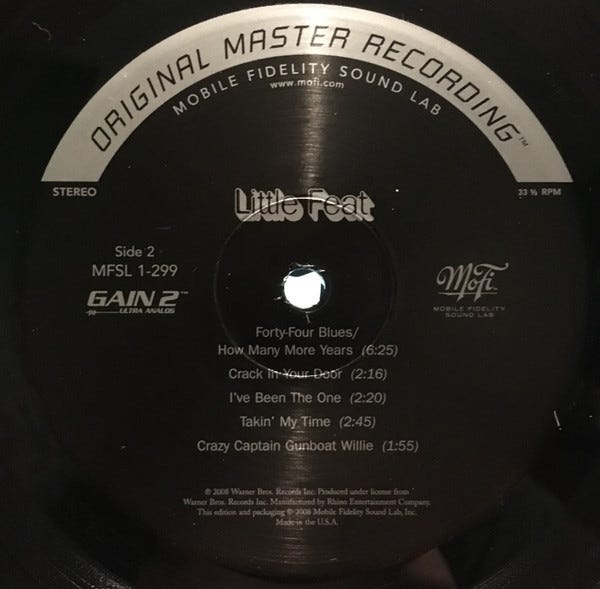 ORIGINAL MASTER RECORDING™
MOBILE FIDELITY SOUND LAB
www.mofi.com
STEREO
33 ⅓ RPM
Little Feat
Side 2
MFSL 1-299
GAIN 2™
ULTRA ANALOG
MoFi
MOBILE FIDELITY
SOUND LAB
Forty-Four Blues/
How Many More Years (6:25)
Crack In Your Door (2:16)
I've Been The One (2:20)
Takin' My Time (2:45)
Crazy Captain Gunboat Willie (1:55)
℗ 2008 Warner Bros. Records Inc. Produced under license from
Warner Bros. Records Inc. Manufactured by Rhino Entertainment Company.
This edition and packaging ℗ 2008 Mobile Fidelity Sound Lab, Inc.
Made in the U.S.A.